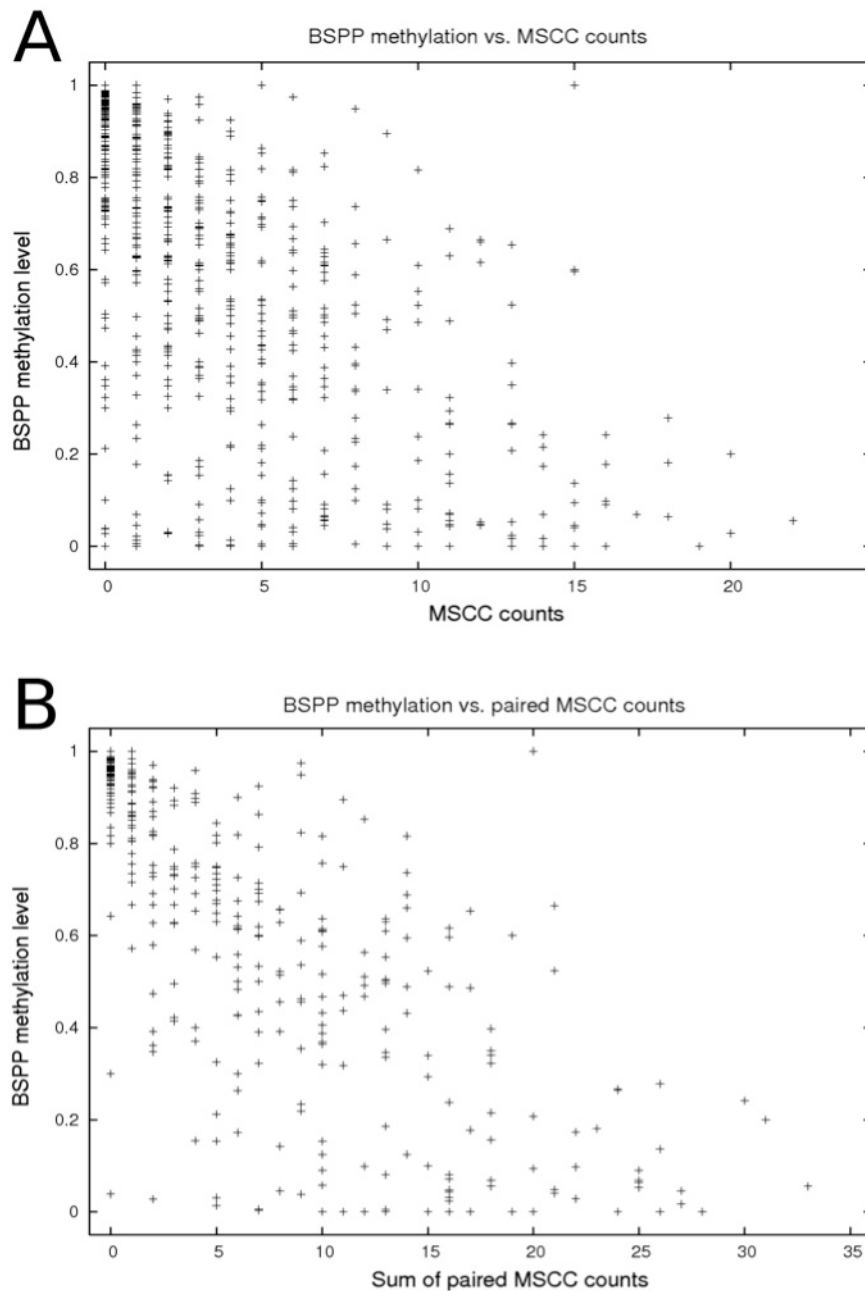 A
BSPP methylation vs. MSCC counts
BSPP methylation level
1
0.8
0.6
0.4
0.2
0
0 5 10 15 20
MSCC counts
B
BSPP methylation vs. paired MSCC counts
BSPP methylation level
1
0.8
0.6
0.4
0.2
0
0 5 10 15 20 25 30 35
Sum of paired MSCC counts